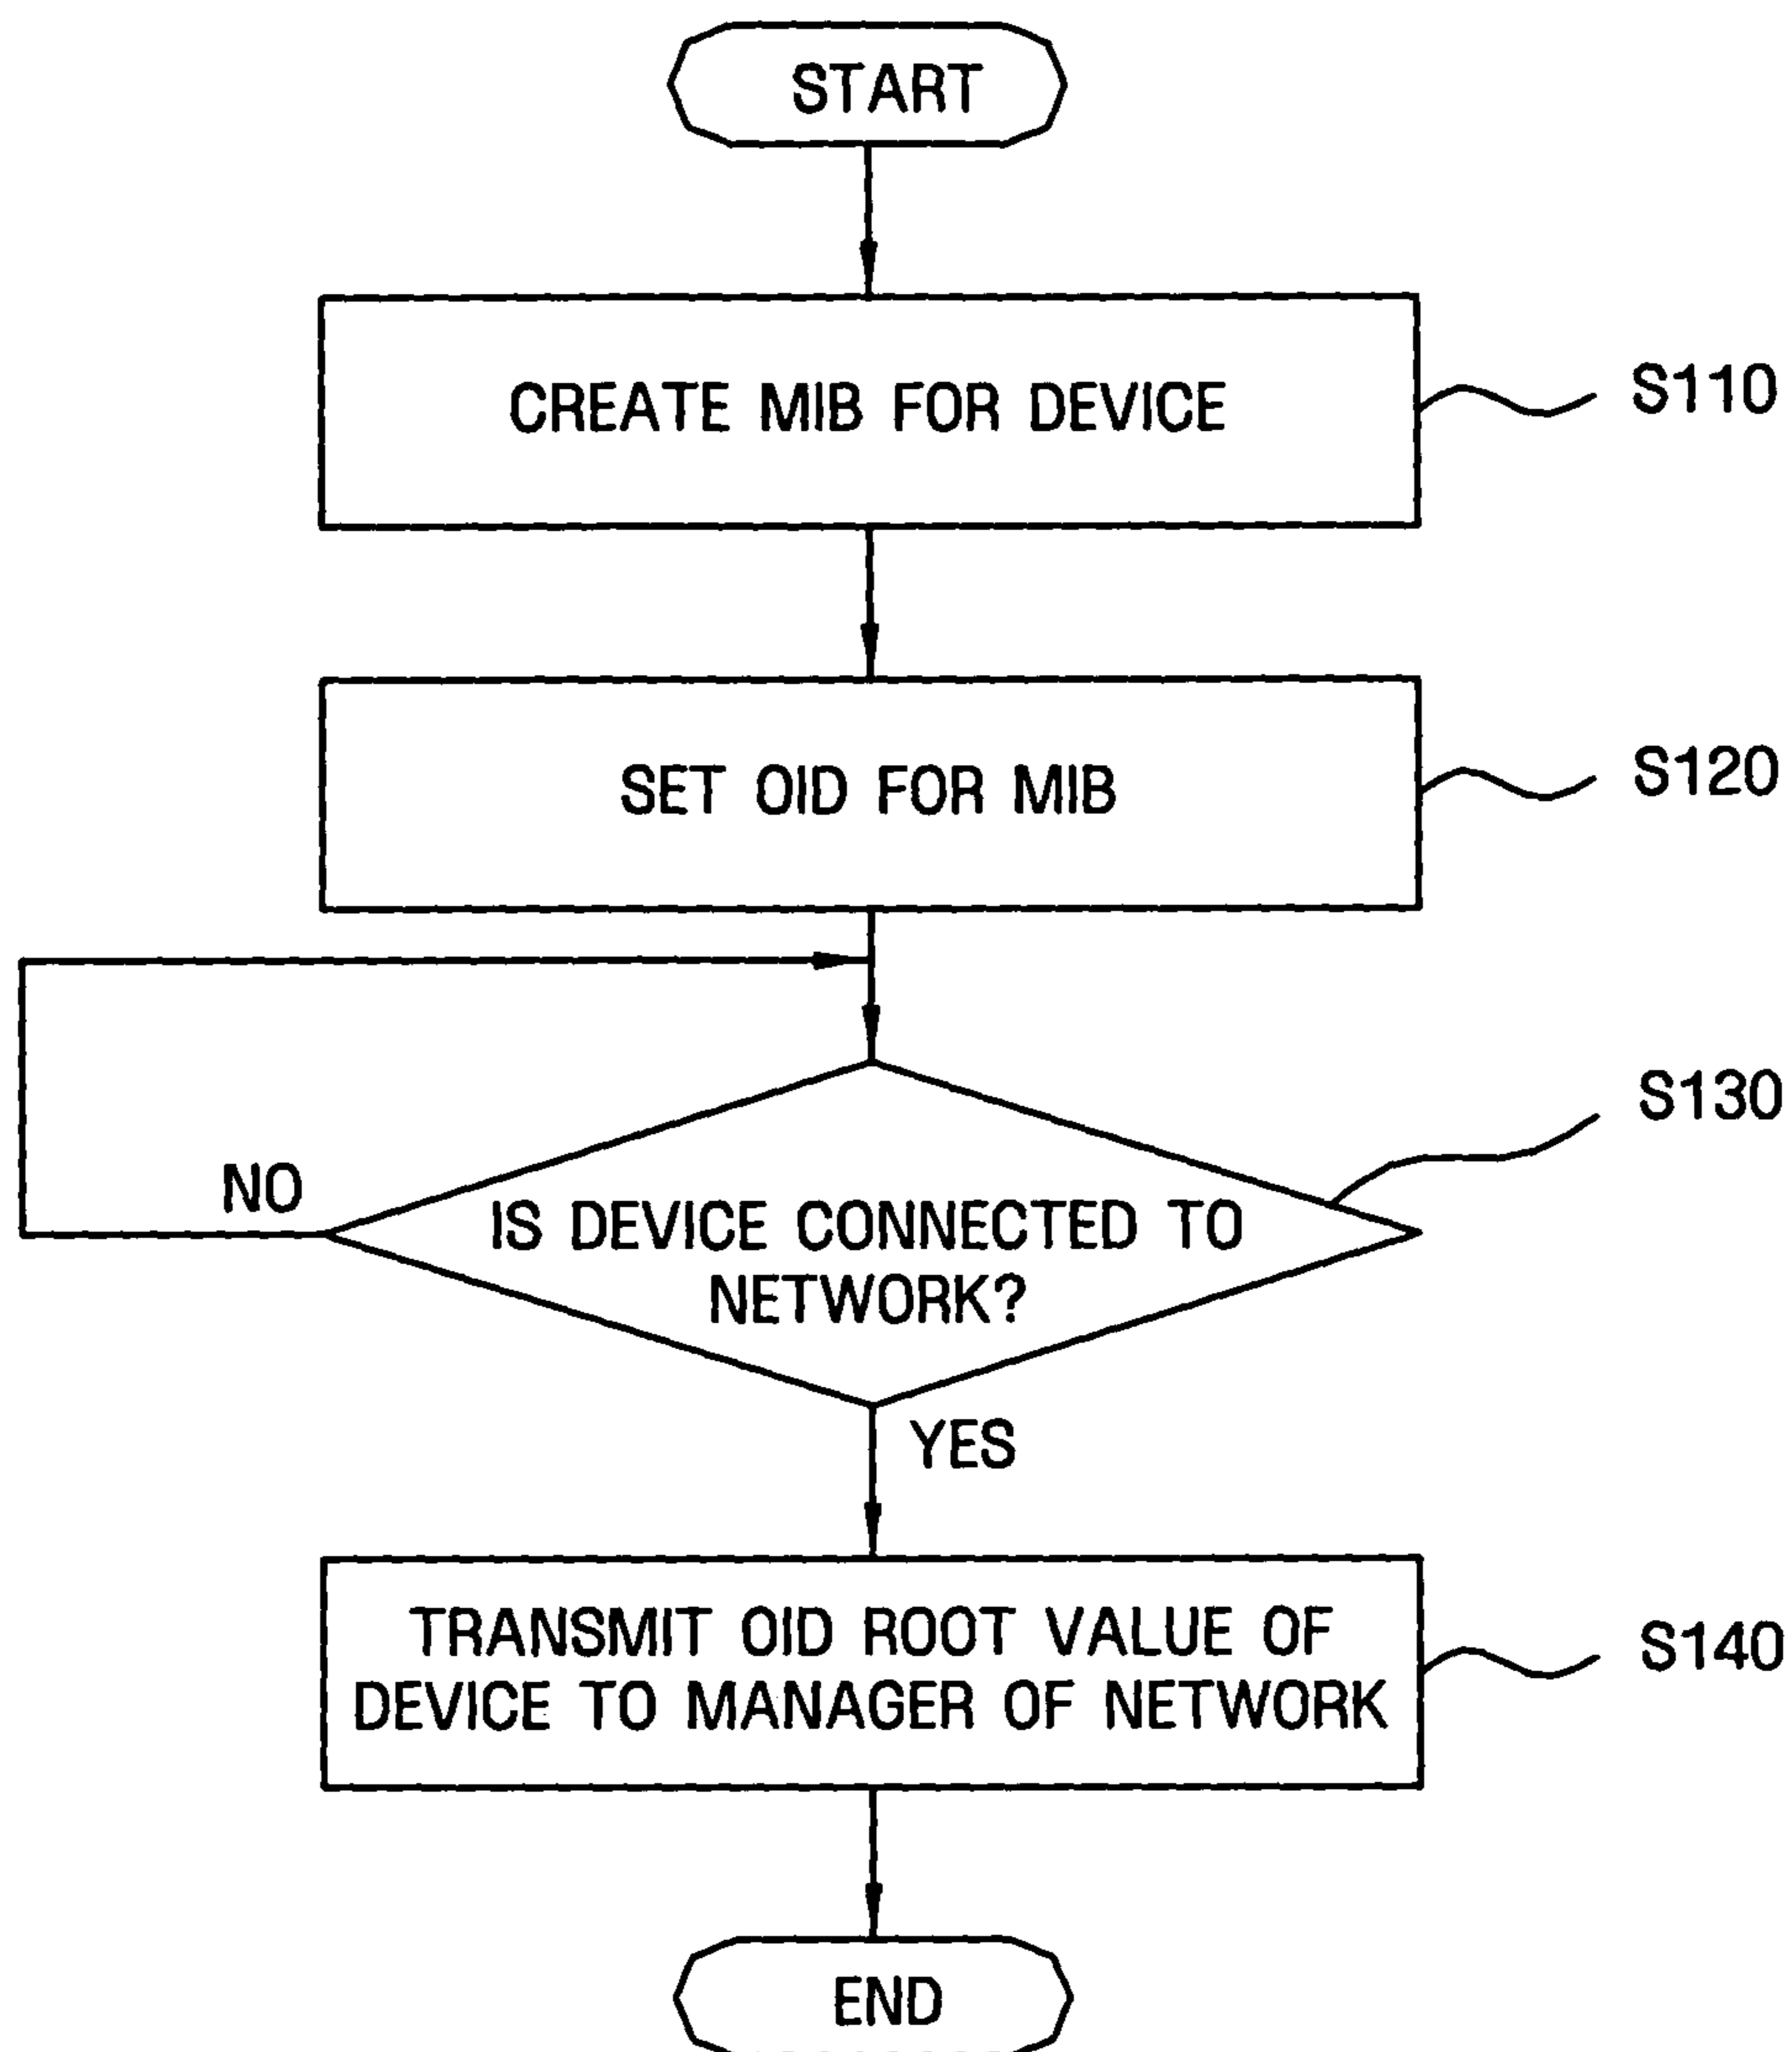 START
CREATE MIB FOR DEVICE
S110
SET OID FOR MIB
S120
S130
NO
IS DEVICE CONNECTED TO
NETWORK?
YES
TRANSMIT OID ROOT VALUE OF
DEVICE TO MANAGER OF NETWORK
S140
END